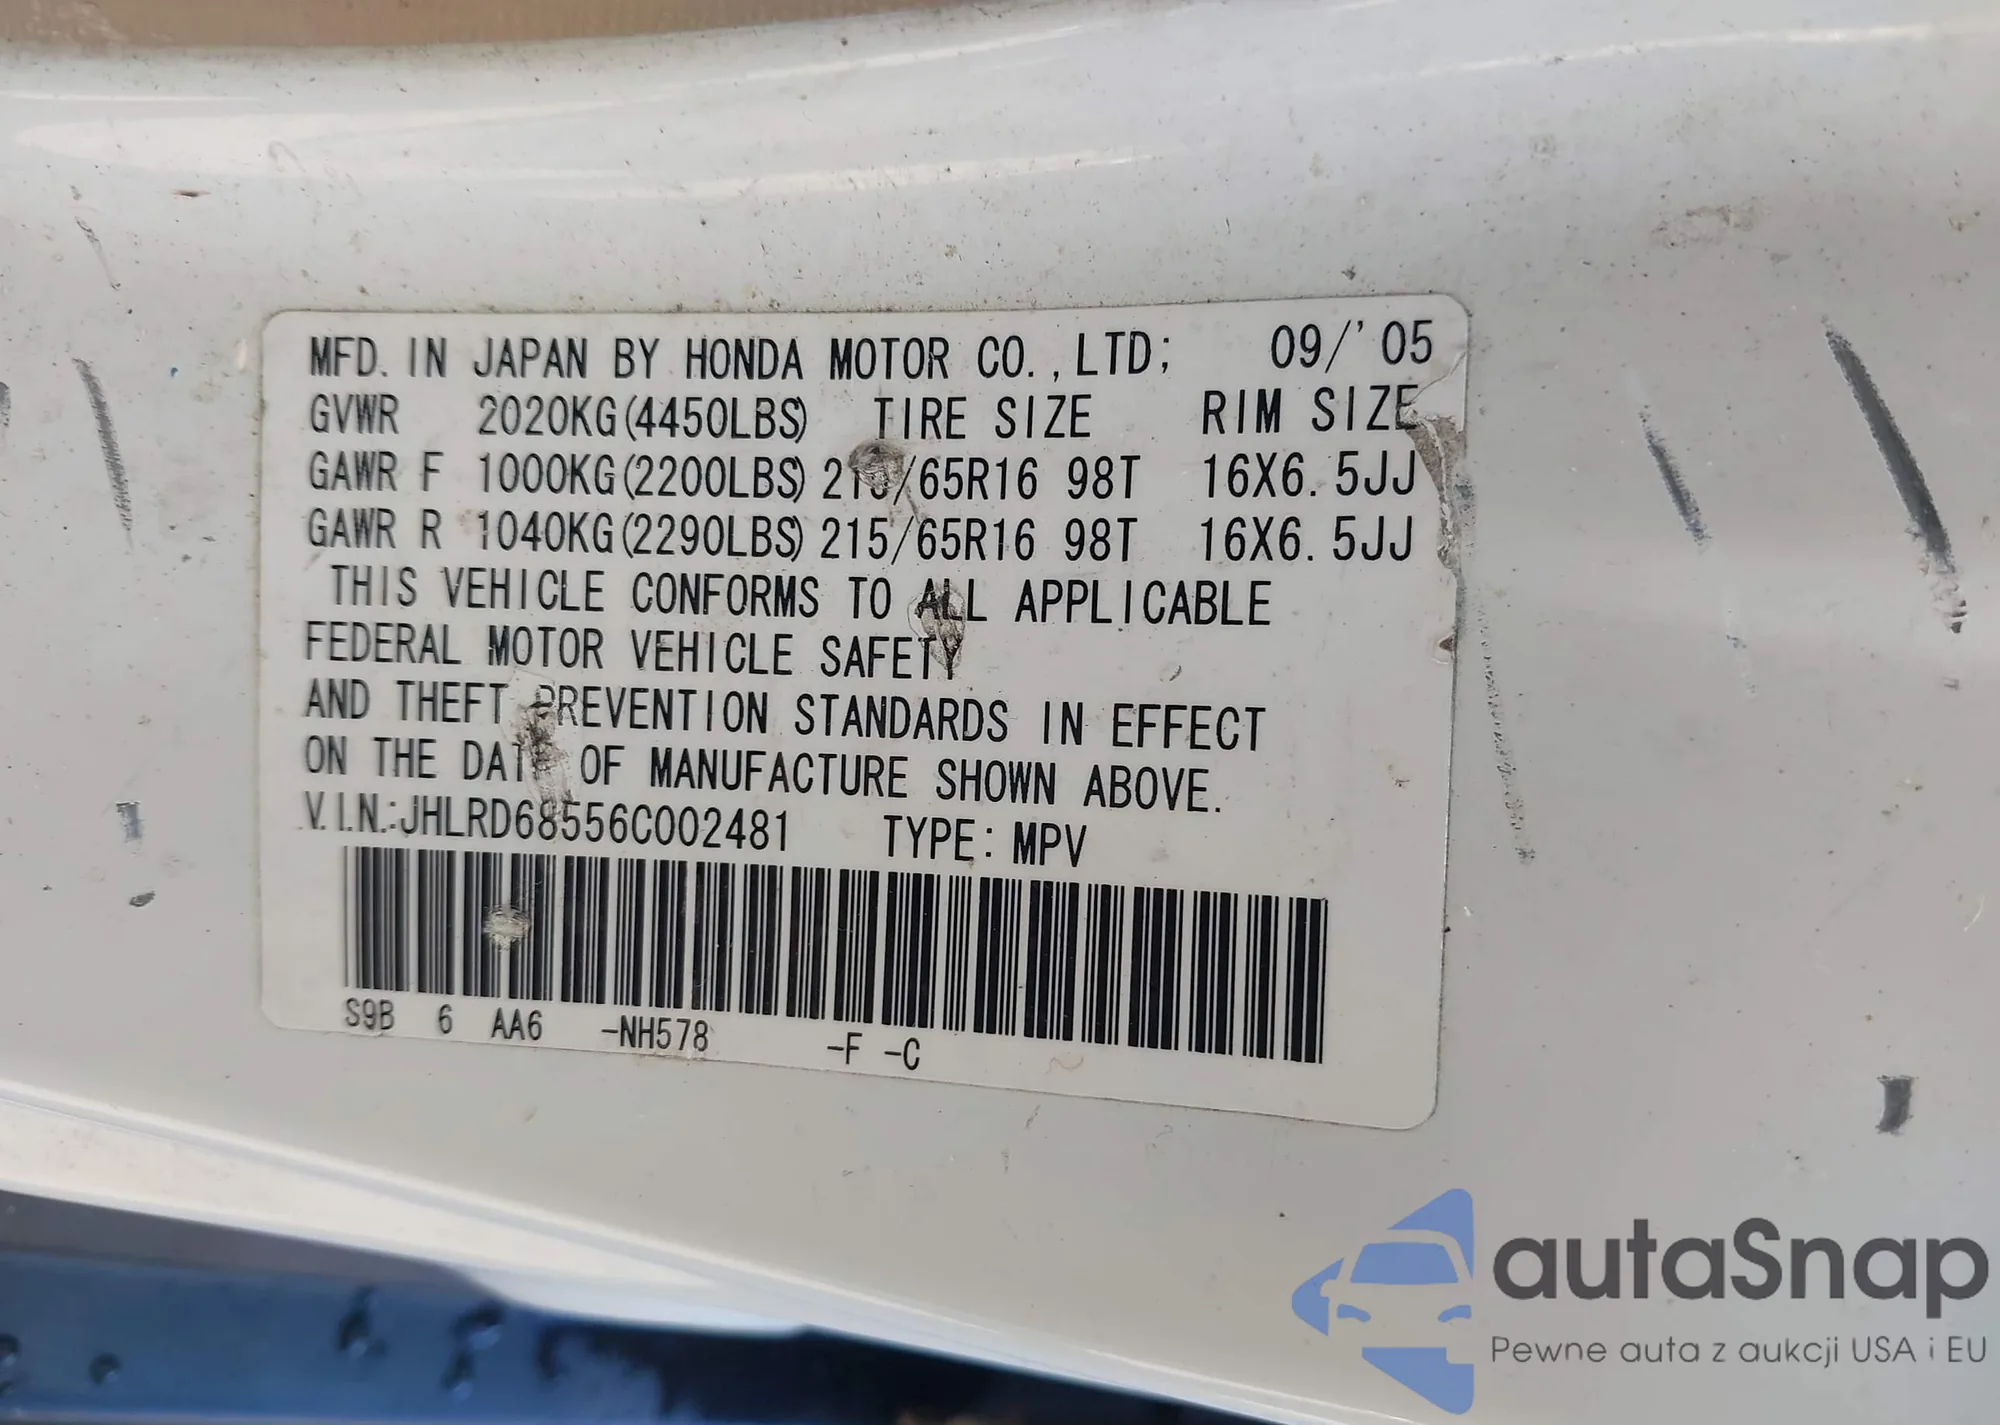 MFD. IN JAPAN BY HONDA MOTOR CO., LTD; 09/'05
GVWR 2020KG(4450LBS) TIRE SIZE RIM SIZE
GAWR F 1000KG(2200LBS) 215/65R16 98T 16X6.5JJ
GAWR R 1040KG(2290LBS) 215/65R16 98T 16X6.5JJ
THIS VEHICLE CONFORMS TO ALL APPLICABLE
FEDERAL MOTOR VEHICLE SAFETY
AND THEFT PREVENTION STANDARDS IN EFFECT
ON THE DATE OF MANUFACTURE SHOWN ABOVE.
V.I.N.:JHLRD68556C002481 TYPE: MPV
S9B 6 AA6 -NH578 -F -C
autaSnap
Pewne auta z aukcji USA i EU